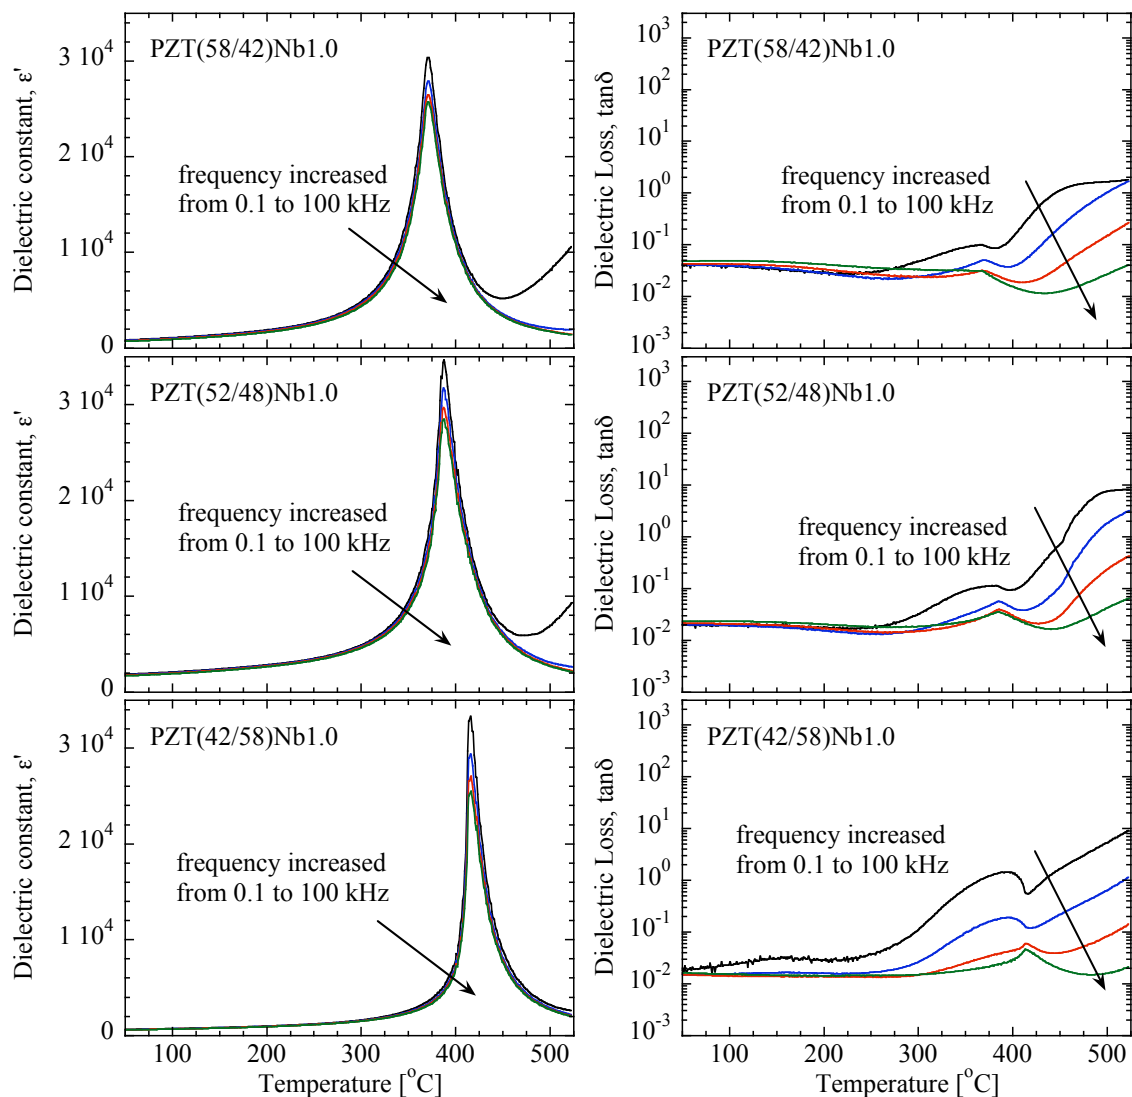 PZT(58/42)Nb1.0
Dielectric constant, ε'
3 10⁴
2 10⁴
1 10⁴
0
frequency increased
from 0.1 to 100 kHz
PZT(58/42)Nb1.0
Dielectric Loss, tanδ
10³
10²
10¹
10⁰
10⁻¹
10⁻²
10⁻³
frequency increased
from 0.1 to 100 kHz
PZT(52/48)Nb1.0
Dielectric constant, ε'
3 10⁴
2 10⁴
1 10⁴
0
frequency increased
from 0.1 to 100 kHz
PZT(52/48)Nb1.0
Dielectric Loss, tanδ
10³
10²
10¹
10⁰
10⁻¹
10⁻²
10⁻³
frequency increased
from 0.1 to 100 kHz
PZT(42/58)Nb1.0
Dielectric constant, ε'
3 10⁴
2 10⁴
1 10⁴
0
frequency increased
from 0.1 to 100 kHz
100 200 300 400 500
Temperature [°C]
PZT(42/58)Nb1.0
Dielectric Loss, tanδ
10³
10²
10¹
10⁰
10⁻¹
10⁻²
10⁻³
frequency increased
from 0.1 to 100 kHz
100 200 300 400 500
Temperature [°C]